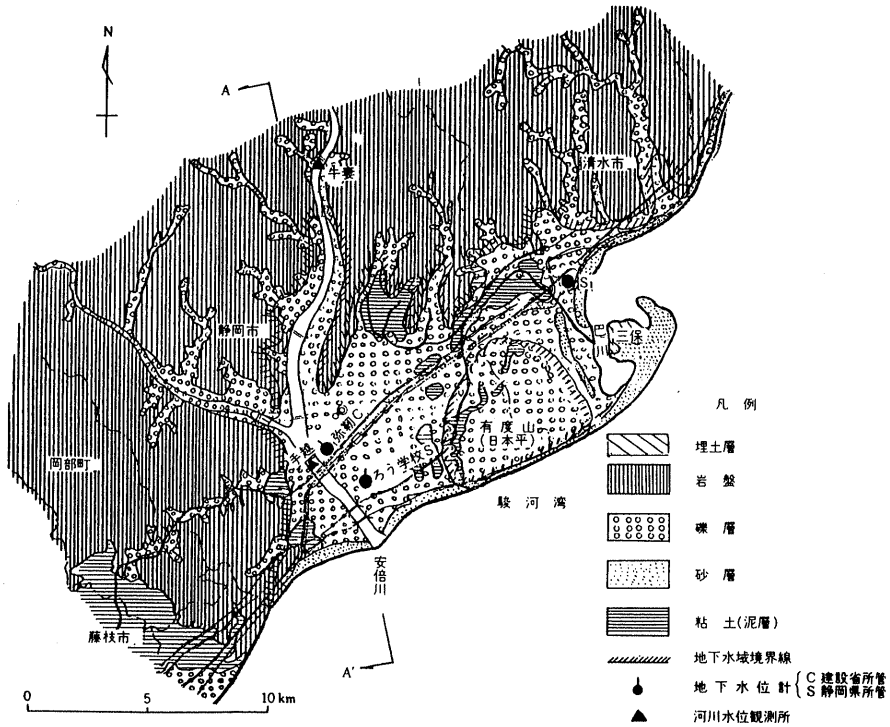 N
A
牛妻
清水市
S₁
静岡市
巴川
三保
弥勒C
手越
ろう学校S
有度山
(日本平)
岡部町
駿河湾
安倍川
藤枝市
A'
0 5 10km
凡例
埋土層
岩盤
礫層
砂層
粘土(泥層)
地下水域境界線
地下水位計 C 建設省所管
S 静岡県所管
河川水位観測所